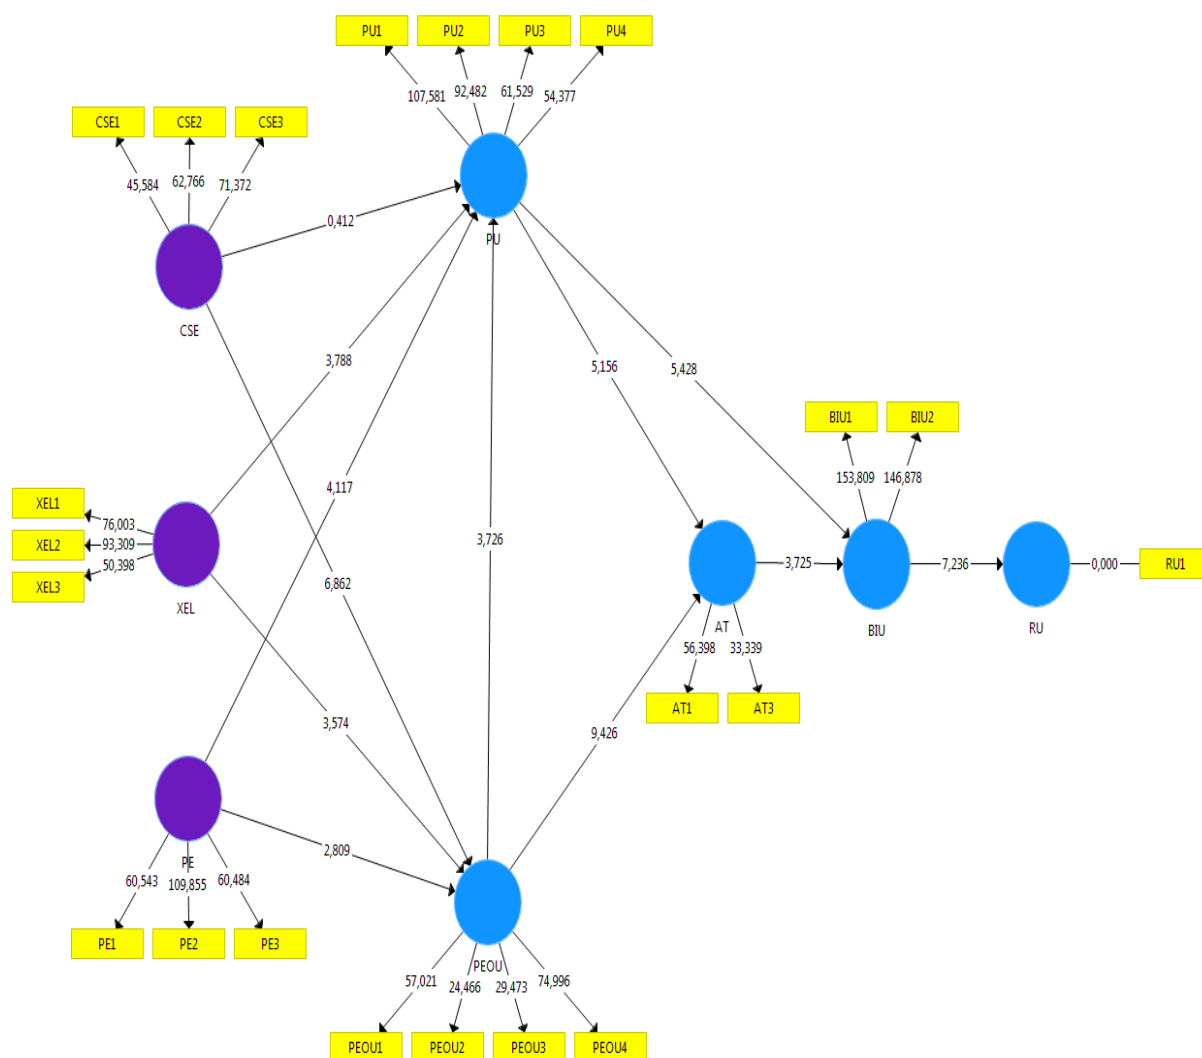 PU1 PU2 PU3 PU4
107,581 92,482 61,529 54,377
CSE1 CSE2 CSE3
45,584 62,766 71,372
PU
0,412
CSE
3,788
5,156
5,428
BIU1 BIU2
153,809 146,878
4,117
XEL1
XEL2
XEL3
76,003
93,309
50,398
XEL
3,726
6,862
3,725
7,236
0,000
RU1
AT
BIU
RU
56,398 33,339
AT1 AT3
3,574
9,426
2,809
PE
60,543 109,855 60,484
PE1 PE2 PE3
PEOU
57,021 24,466 29,473 74,996
PEOU1 PEOU2 PEOU3 PEOU4